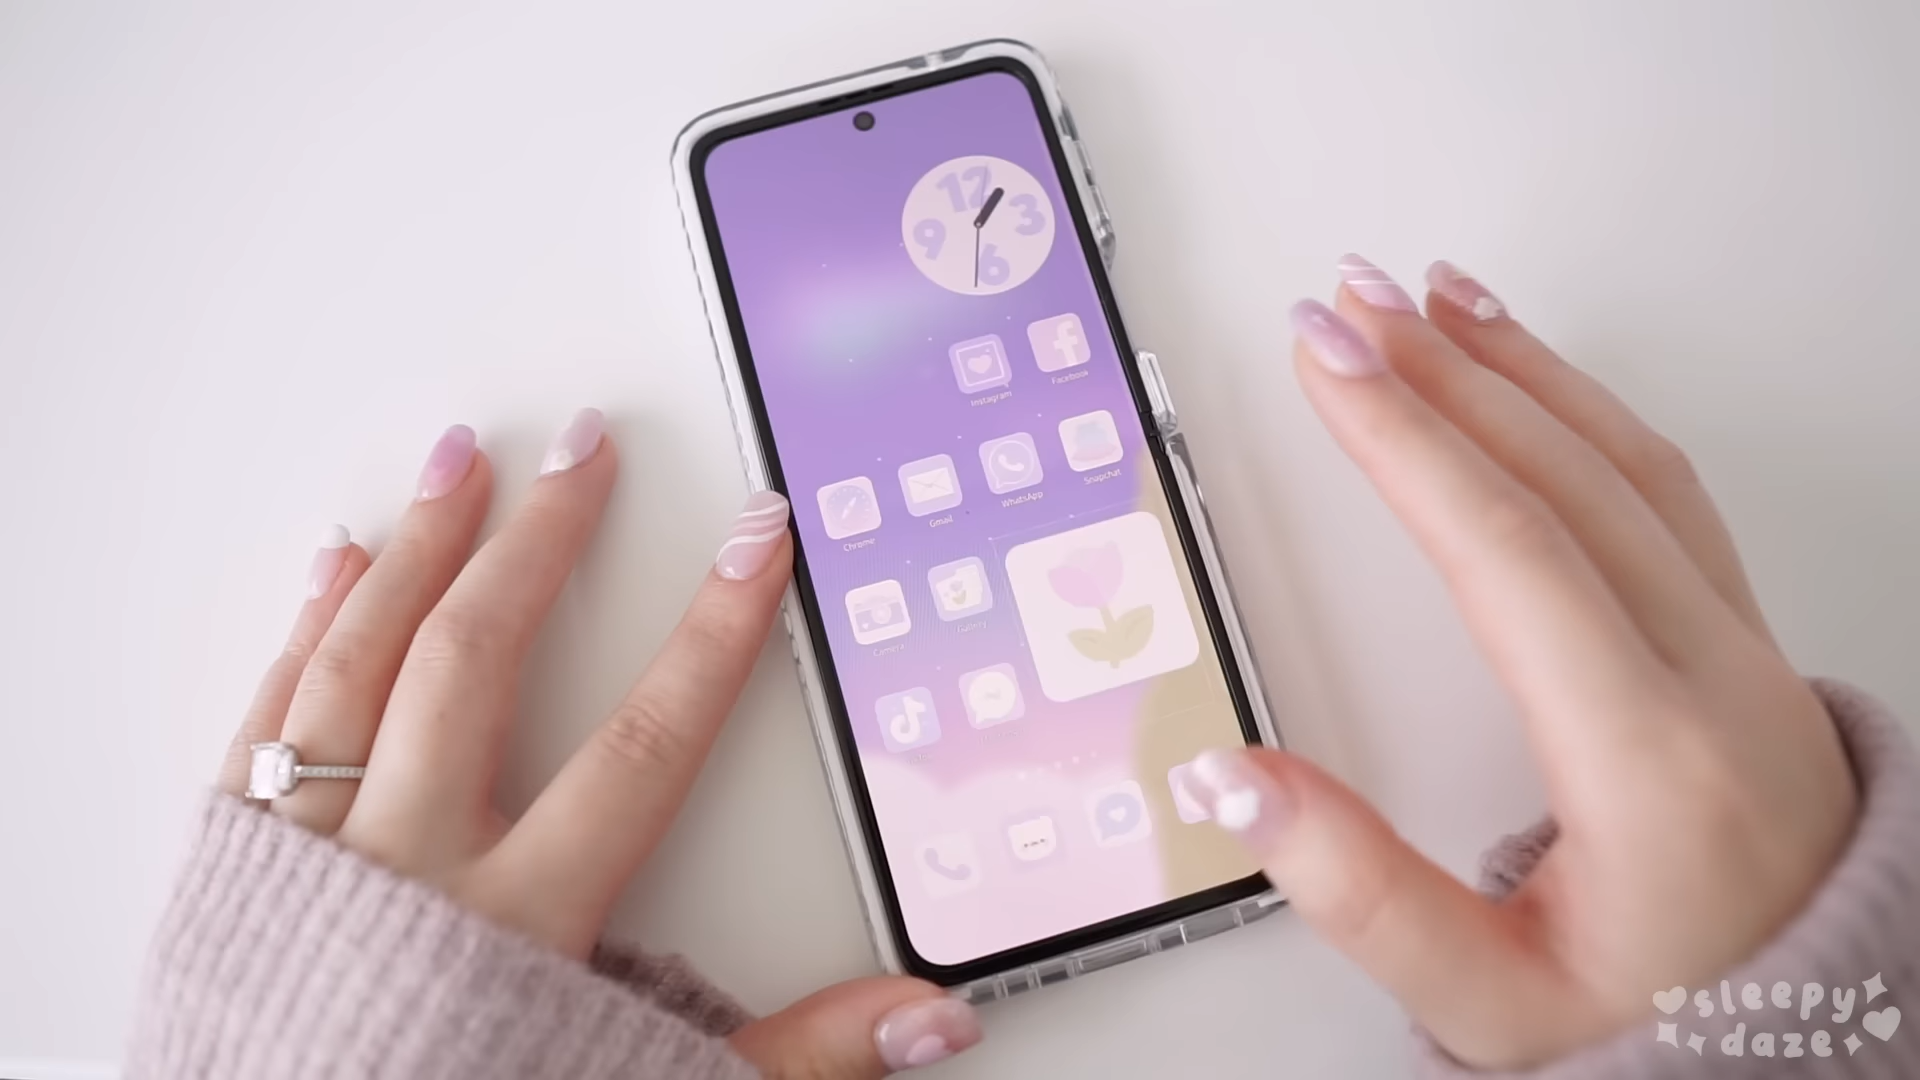 12
9
3
6
Instagram
Facebook
Chrome
Gmail
WhatsApp
Snapchat
Camera
Gallery
sleepy
daze